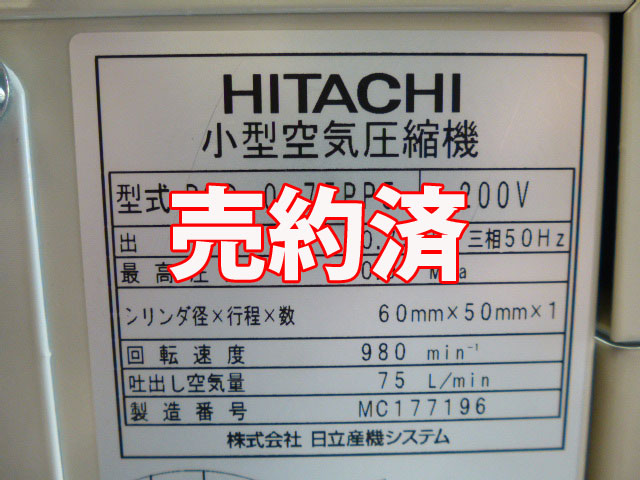 HITACHI
小型空気圧縮機
型式 200V
売約済
出 三相50Hz
最高
シリンダ径×行程×数 60mm×50mm×1
回転速度 980 min⁻¹
吐出し空気量 75 L/min
製造番号 MC177196
株式会社 日立産機システム